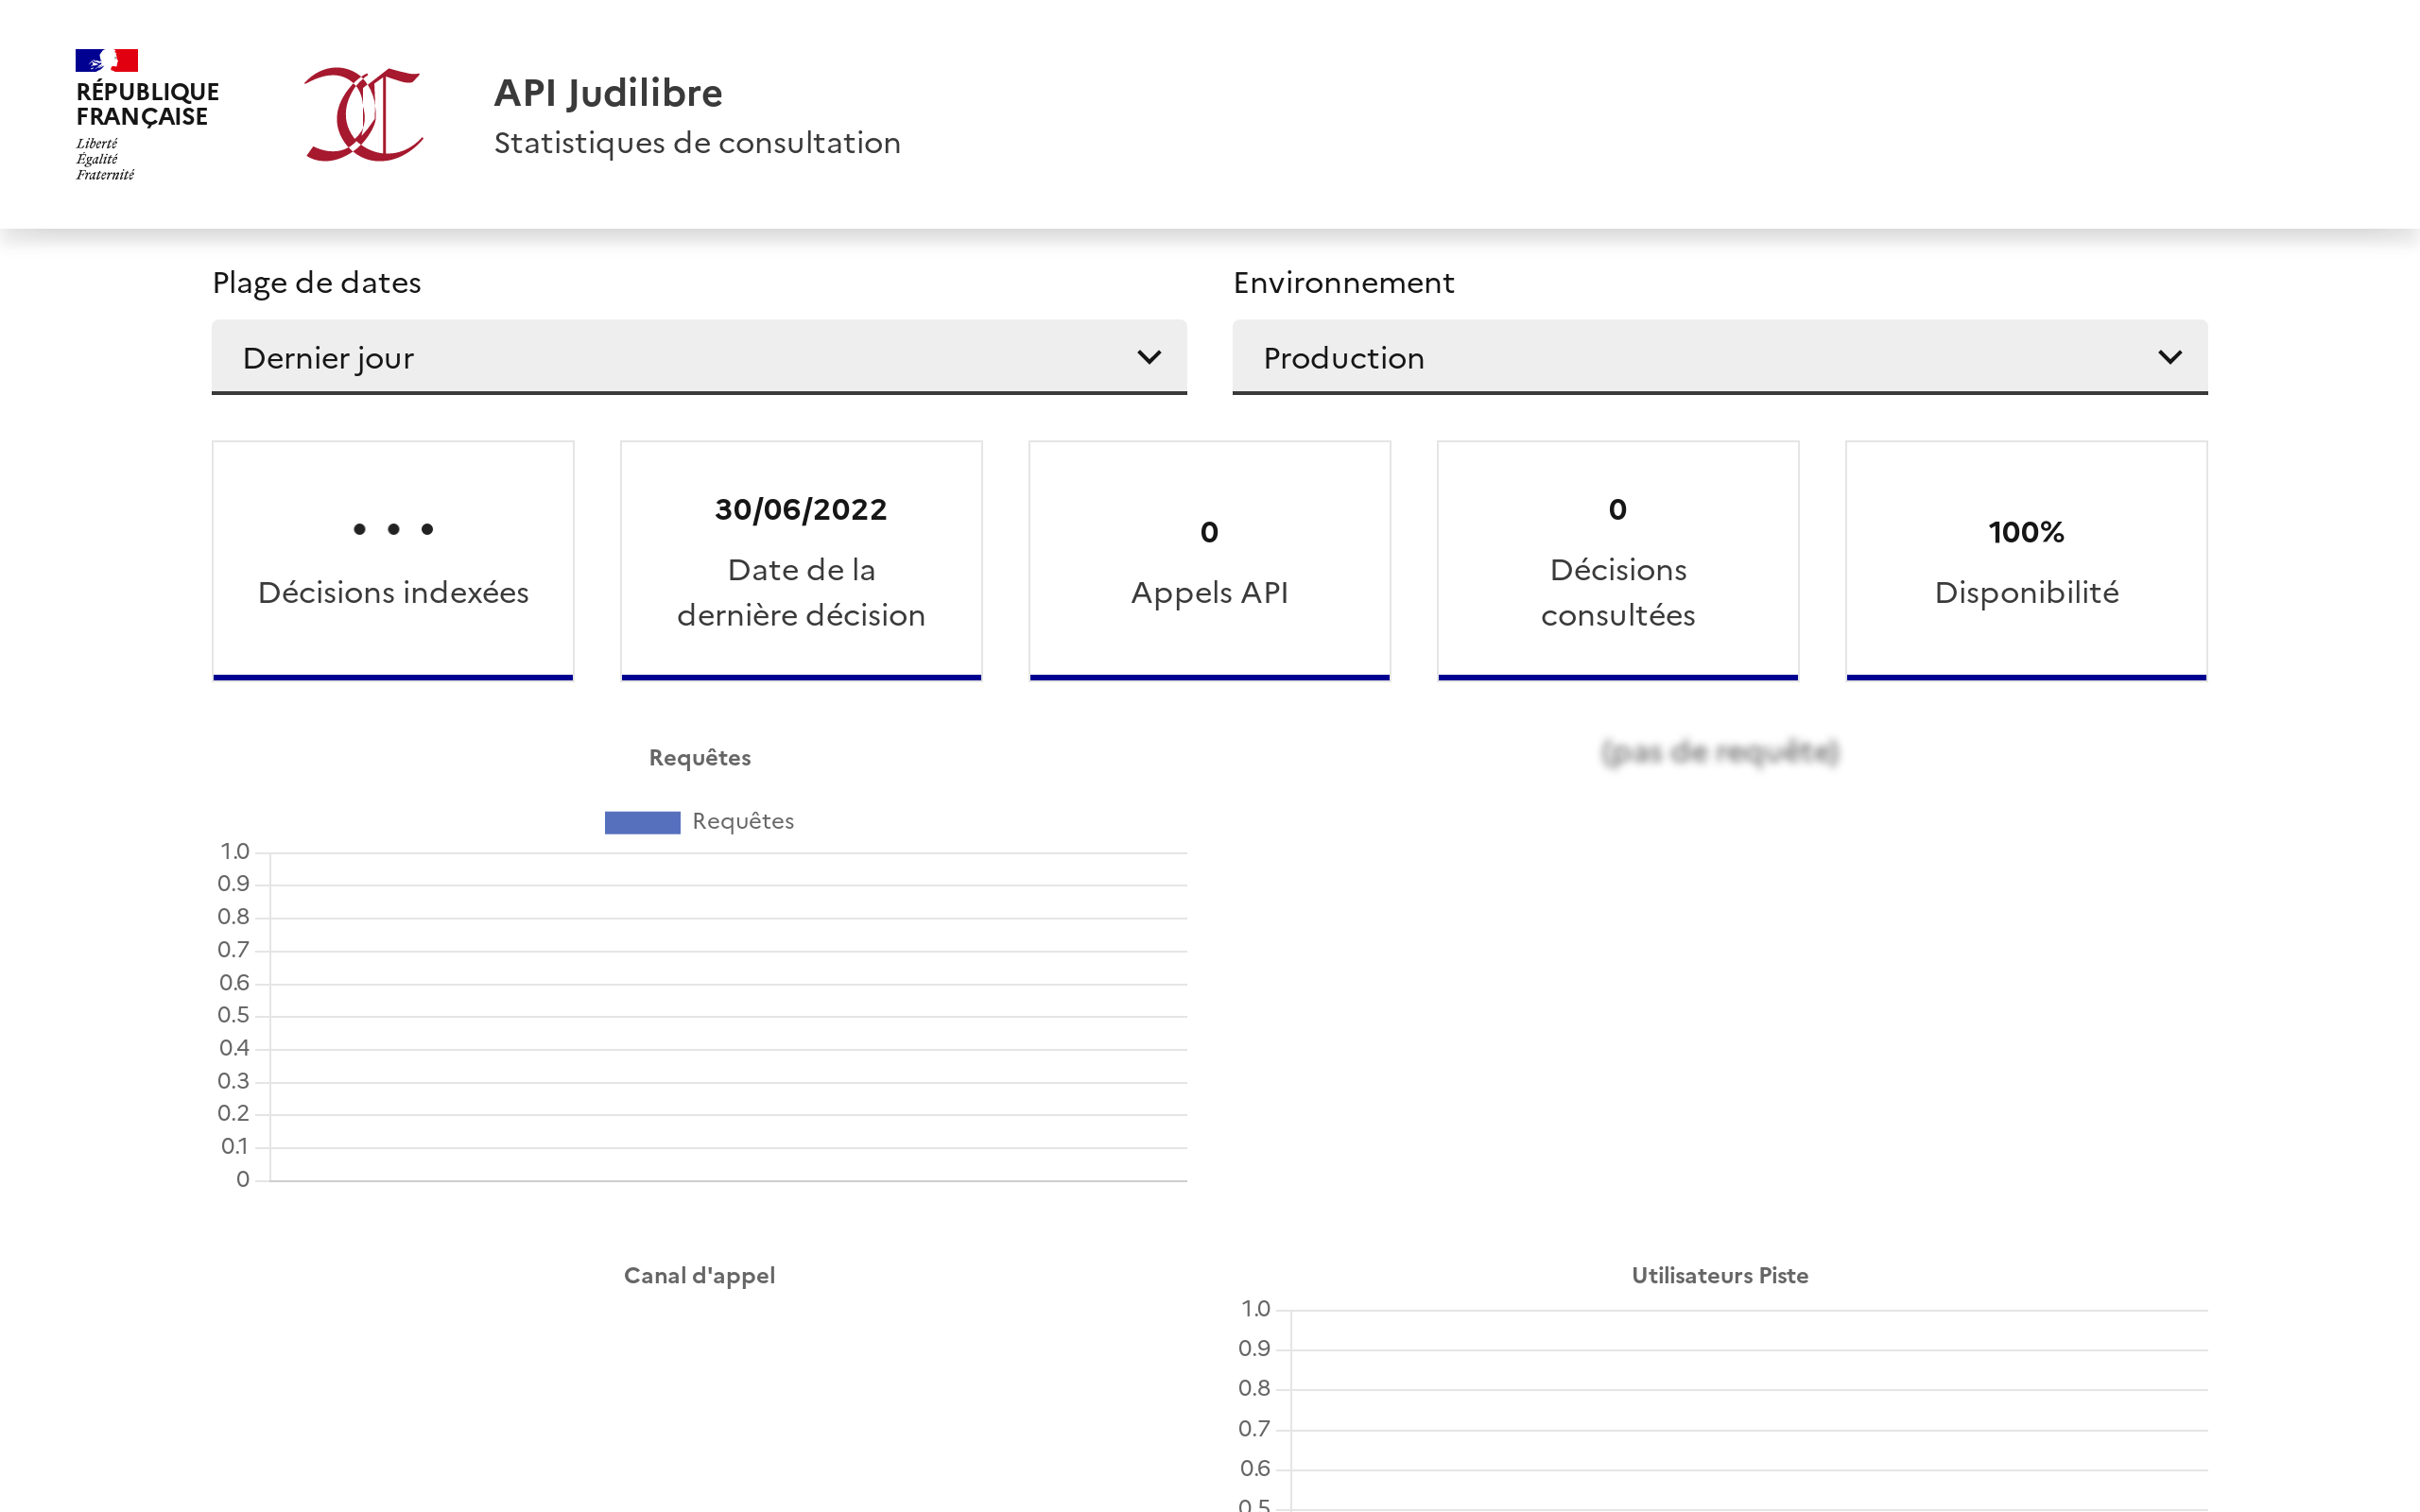 RÉPUBLIQUE
FRANÇAISE
Liberté
Égalité
Fraternité
API Judilibre
Statistiques de consultation
Plage de dates
Environnement
Dernier jour
Production
Décisions indexées
30/06/2022
Date de la
dernière décision
0
Appels API
0
Décisions
consultées
100%
Disponibilité
Requêtes
(pas de requête)
Requêtes
1.0
0.9
0.8
0.7
0.6
0.5
0.4
0.3
0.2
0.1
0
Canal d'appel
Utilisateurs Piste
1.0
0.9
0.8
0.7
0.6
0.5